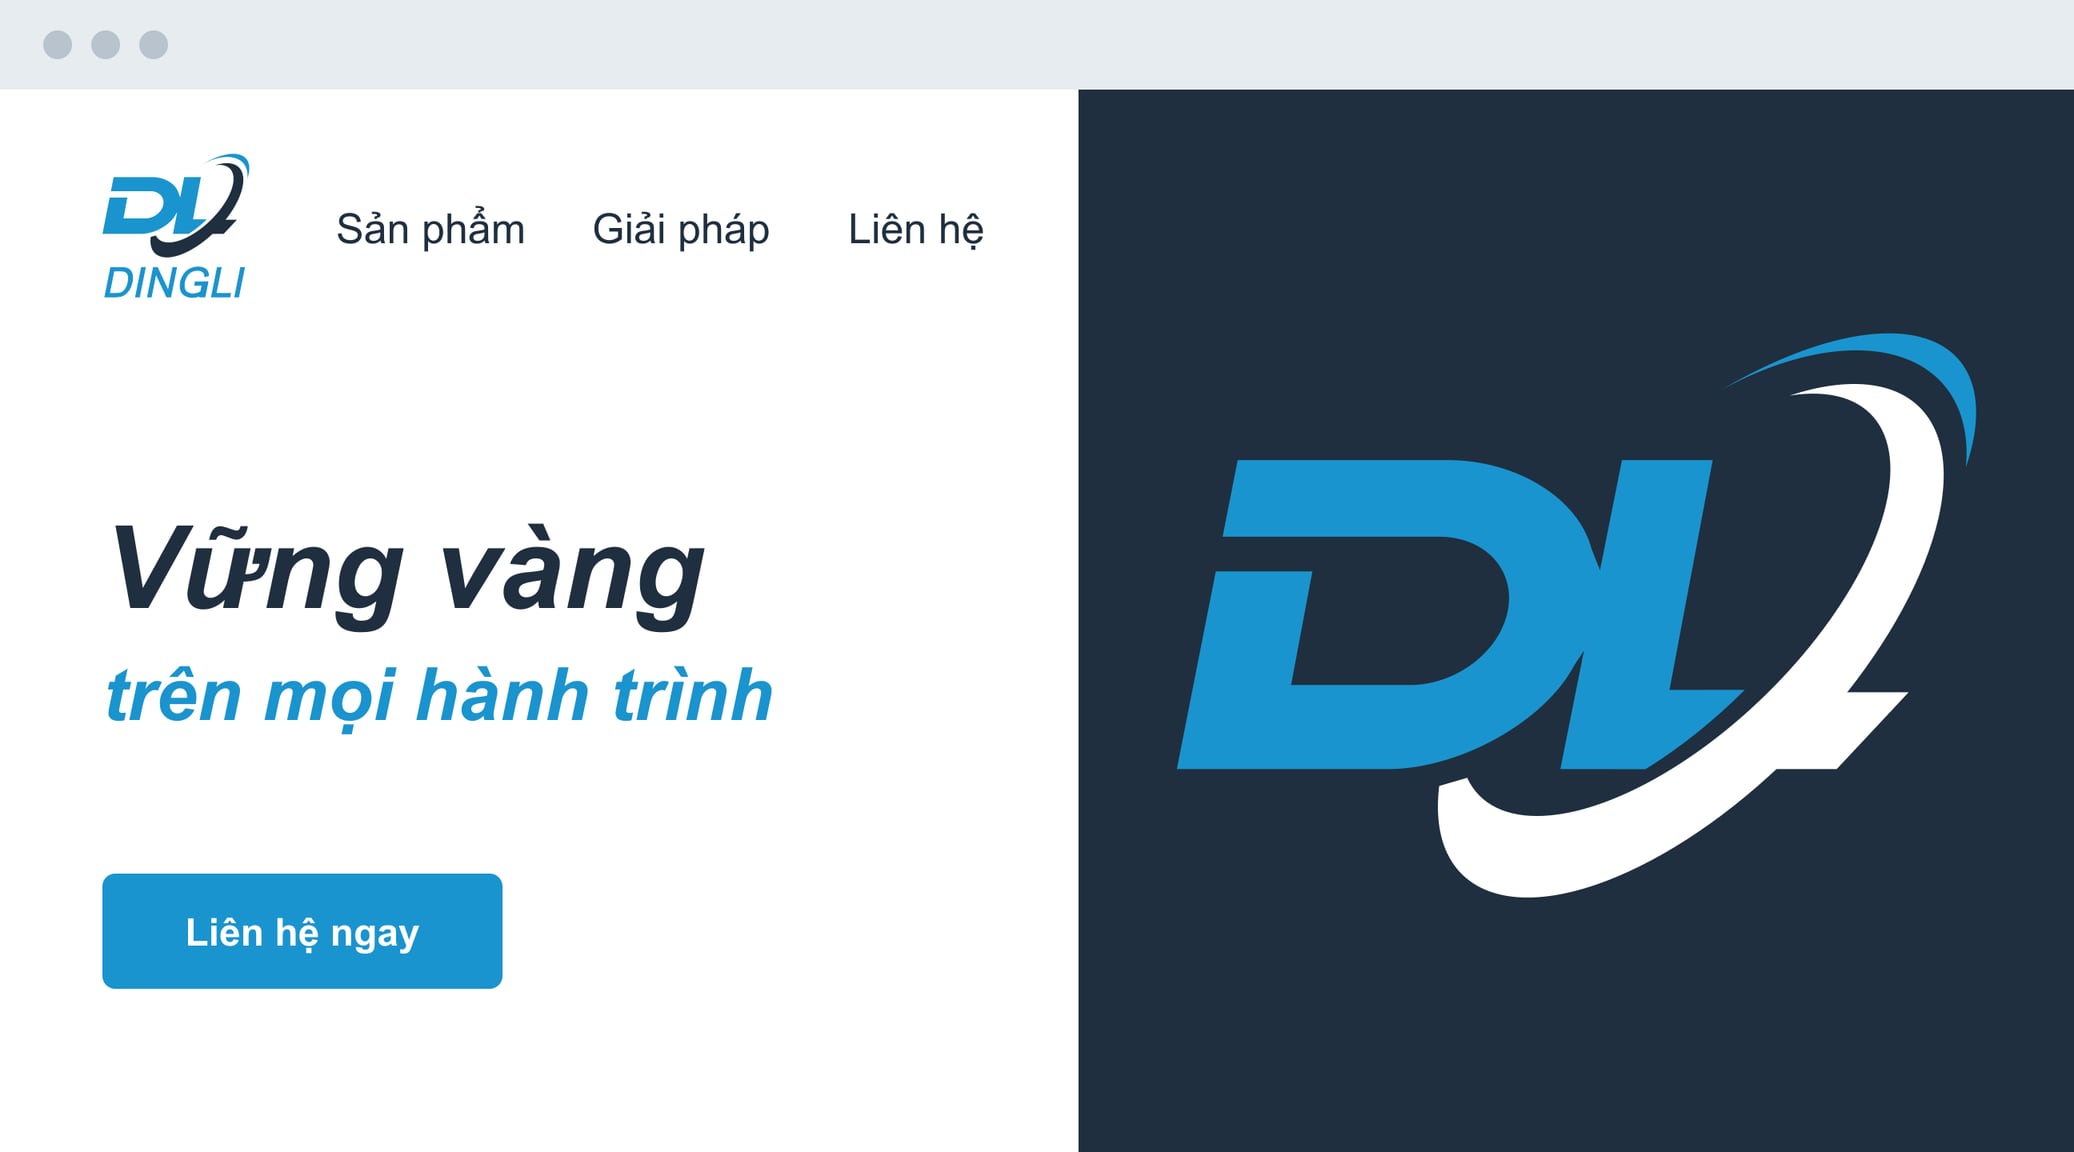 DL
DINGLI
Sản phẩm
Giải pháp
Liên hệ
Vững vàng
trên mọi hành trình
Liên hệ ngay
DL